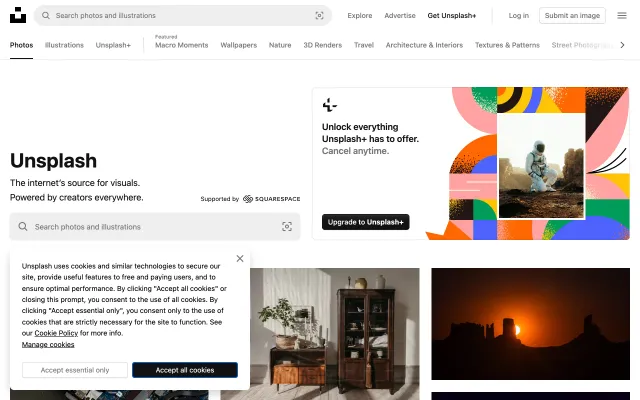 Search photos and illustrations
Explore
Advertise
Get Unsplash+
Log in
Submit an image
Photos
Illustrations
Unsplash+
Featured
Macro Moments
Wallpapers
Nature
3D Renders
Travel
Architecture & Interiors
Textures & Patterns
Street
Unsplash
The internet's source for visuals.
Powered by creators everywhere.
Supported by SQUARESPACE
Search photos and illustrations
Unlock everything
Unsplash+ has to offer.
Cancel anytime.
Upgrade to Unsplash+
Unsplash uses cookies and similar technologies to secure our
site, provide useful features to free and paying users, and to
ensure optimal performance. By clicking "Accept all cookies" or
closing this prompt, you consent to the use of all cookies. By
clicking "Accept essential only", you consent only to the use of
cookies that are strictly necessary for the site to function. See
our Cookie Policy for more info.
Manage cookies
Accept essential only
Accept all cookies